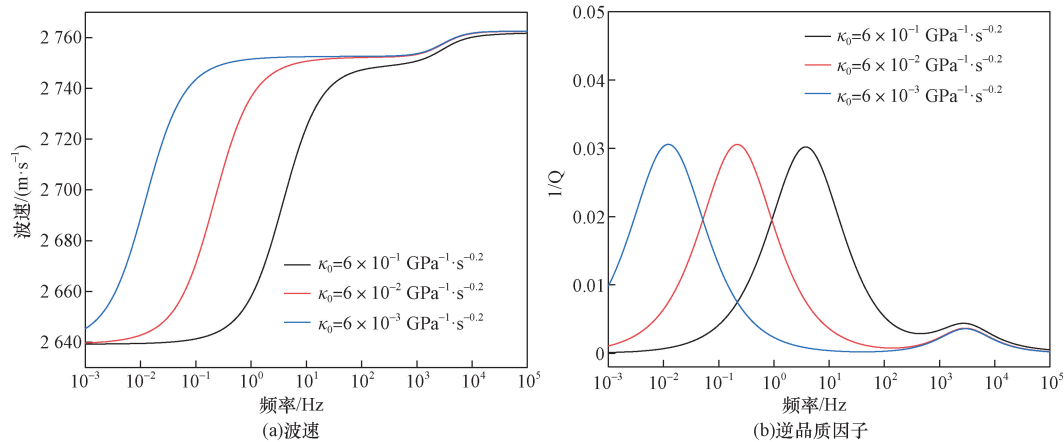 2 760
2 740
2 720
2 700
2 680
2 660
2 640
波速/(m·s⁻¹)
κ₀=6 × 10⁻¹ GPa⁻¹·s⁻⁰·²
κ₀=6 × 10⁻² GPa⁻¹·s⁻⁰·²
κ₀=6 × 10⁻³ GPa⁻¹·s⁻⁰·²
10⁻³ 10⁻² 10⁻¹ 10⁰ 10¹ 10² 10³ 10⁴ 10⁵
频率/Hz
(a)波速
0.05
0.04
0.03
0.02
0.01
0
1/Q
κ₀=6 × 10⁻¹ GPa⁻¹·s⁻⁰·²
κ₀=6 × 10⁻² GPa⁻¹·s⁻⁰·²
κ₀=6 × 10⁻³ GPa⁻¹·s⁻⁰·²
10⁻³ 10⁻² 10⁻¹ 10⁰ 10¹ 10² 10³ 10⁴ 10⁵
频率/Hz
(b)逆品质因子